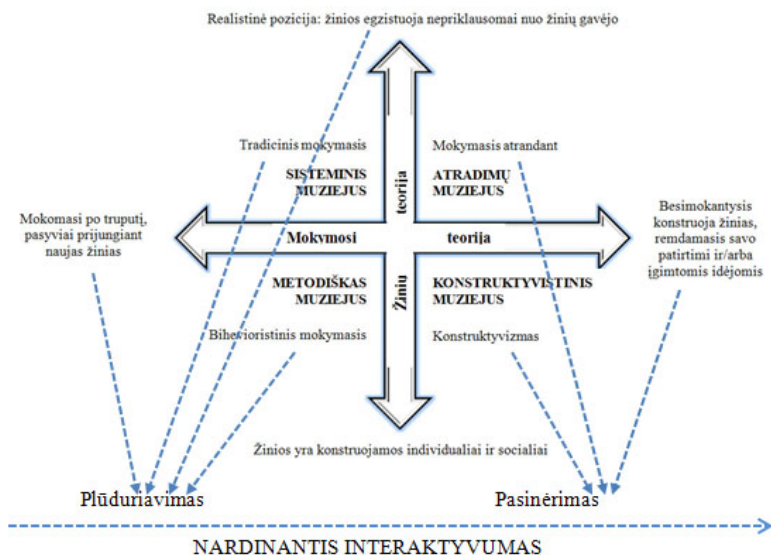 Realistinė pozicija: žinios egzistuoja nepriklausomai nuo žinių gavėjo
Tradicinis mokymasis
SISTEMINIS
MUZIEJUS
teorija
Mokymasis atrandant
ATRADIMŲ
MUZIEJUS
Mokomasi po truputį,
pasyviai prijungiant
naujas žinias
Mokymosi
teorija
Besimokantysis
konstruoja žinias,
remdamasis savo
patirtimi ir/arba
įgimtomis idėjomis
METODIŠKAS
MUZIEJUS
Bihevioristinis mokymasis
Žinių
KONSTRUKTYVISTINIS
MUZIEJUS
Konstruktyvizmas
Žinios yra konstruojamos individualiai ir socialiai
Plūduriavimas
Pasinėrimas
NARDINANTIS INTERAKTYVUMAS